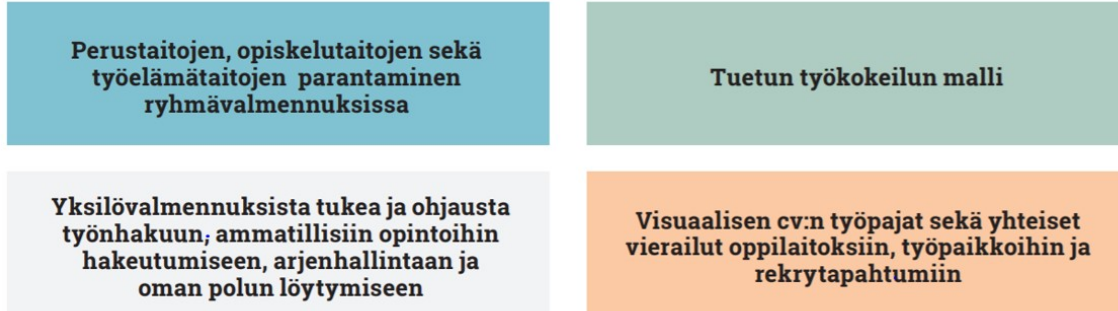 Perustaitojen, opiskelutaitojen sekä
työelämätaitojen parantaminen
ryhmävalmennuksissa
Tuetun työkokeilun malli
Yksilövalmennuksista tukea ja ohjausta
työnhakuun, ammatillisiin opintoihin
hakeutumiseen, arjenhallintaan ja
oman polun löytymiseen
Visuaalisen cv:n työpajat sekä yhteiset
vierailut oppilaitoksiin, työpaikkoihin ja
rekrytapahtumiin